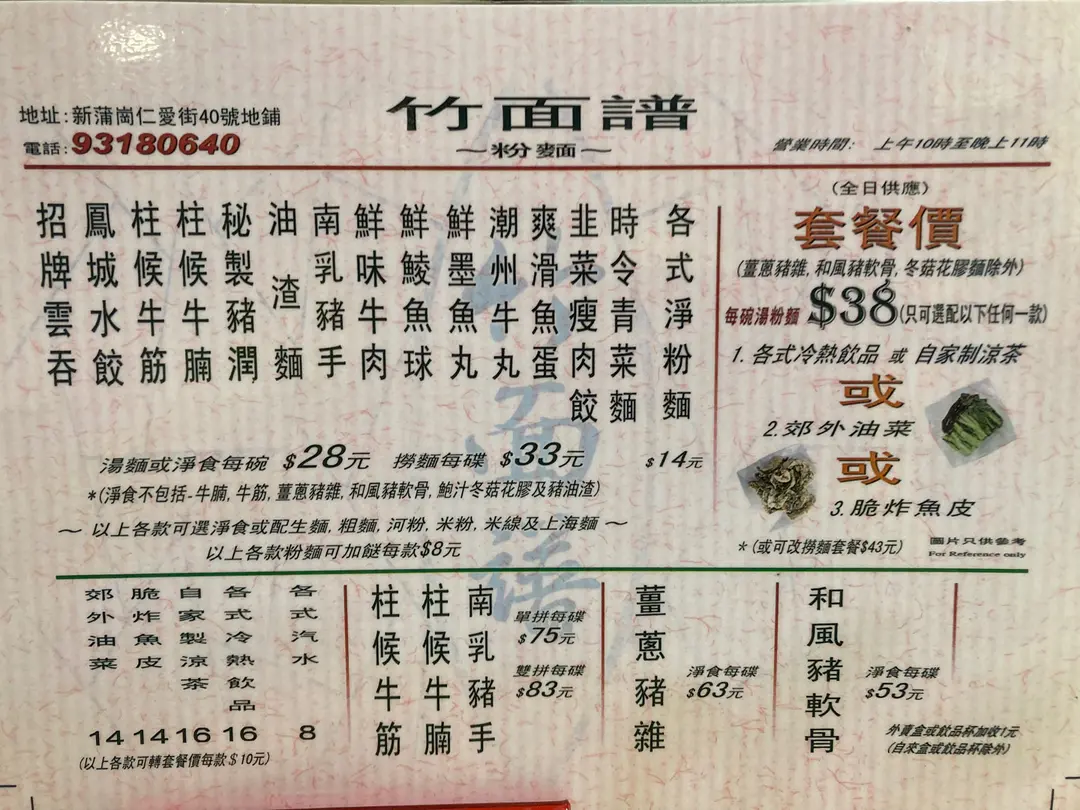 地址:新蒲崗仁愛街40號地鋪
電話:93180640
竹面譜
～粉麵～
營業時間: 上午10時至晚上11時
各式淨粉麵
時令青菜麵
韭菜瘦肉餃
爽滑魚蛋
潮州牛丸
鮮墨魚丸
鮮鯪魚球
鮮味牛肉
南乳豬手
油渣麵
秘製豬潤
柱候牛腩
柱候牛筋
鳳城水餃
招牌雲吞
湯麵或淨食每碗 $28元 撈麵每碟 $33元 $14元
*(淨食不包括-牛腩,牛筋,薑蔥豬雜,和風豬軟骨,鮑汁冬菇花膠及豬油渣)
～ 以上各款可選淨食或配生麵,粗麵,河粉,米粉,米線及上海麵 ～
以上各款粉麵可加餸每款$8元
(全日供應)
套餐價
(薑蔥豬雜,和風豬軟骨,冬菇花膠麵除外)
每碗湯粉麵 $38(只可選配以下任何一款)
1. 各式冷熱飲品 或 自家制涼茶
或
2.郊外油菜
或
3.脆炸魚皮
*(或可改撈麵套餐$43元)
圖片只供參考
For Reference only
各式汽水 8
各式冷熱飲品 16
自家製涼茶 16
脆炸魚皮 14
郊外油菜 14
(以上各款可轉套餐價每款$10元)
南乳豬手
柱候牛腩
柱候牛筋
單拼每碟
$75元
雙拼每碟
$83元
薑蔥豬雜
淨食每碟
$63元
和風豬軟骨
淨食每碟
$53元
外賣盒或飲品杯加收1元
(自來盒或飲品杯除外)
竹面譜